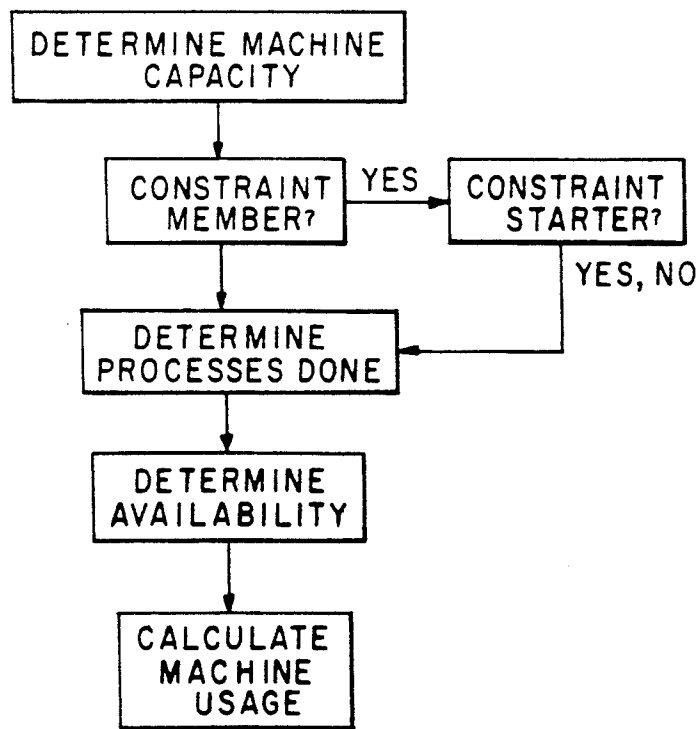 DETERMINE MACHINE
CAPACITY
CONSTRAINT
MEMBER?
YES
CONSTRAINT
STARTER?
YES, NO
DETERMINE
PROCESSES DONE
DETERMINE
AVAILABILITY
CALCULATE
MACHINE
USAGE